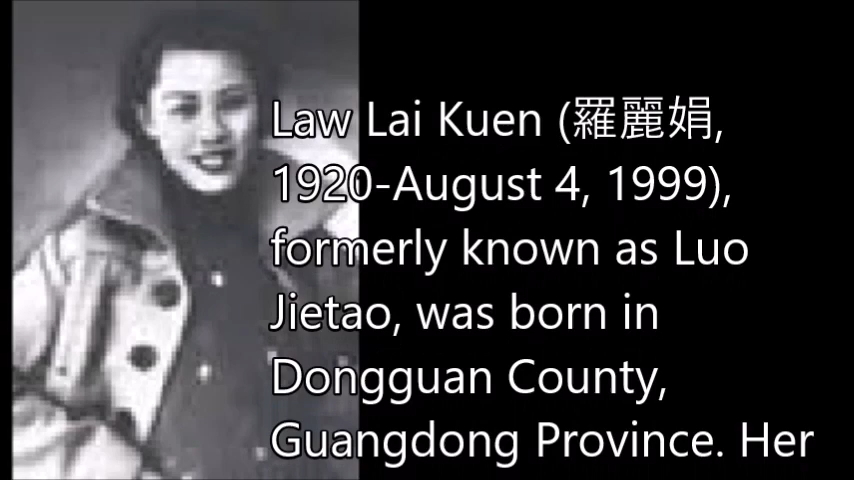 Law Lai Kuen (羅麗娟,
1920-August 4, 1999),
formerly known as Luo
Jietao, was born in
Dongguan County,
Guangdong Province. Her